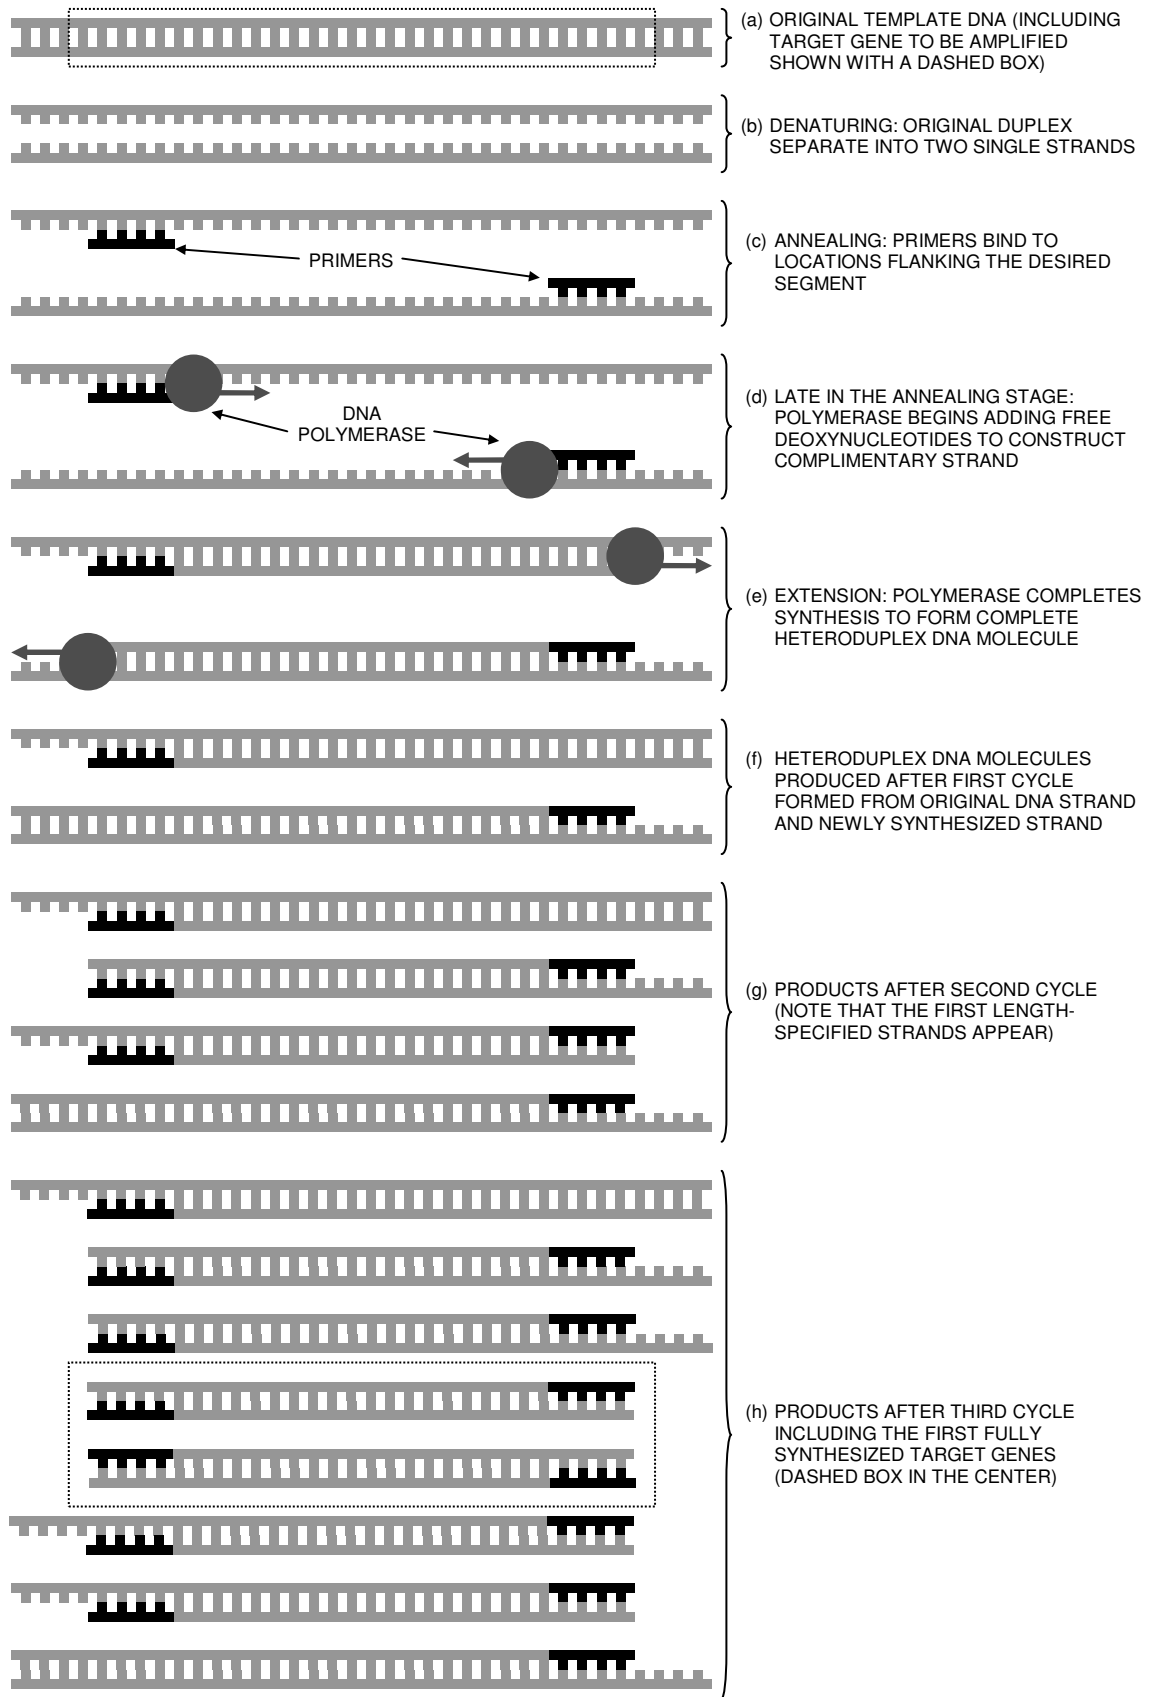 (a) ORIGINAL TEMPLATE DNA (INCLUDING
TARGET GENE TO BE AMPLIFIED
SHOWN WITH A DASHED BOX)
(b) DENATURING: ORIGINAL DUPLEX
SEPARATE INTO TWO SINGLE STRANDS
PRIMERS
(c) ANNEALING: PRIMERS BIND TO
LOCATIONS FLANKING THE DESIRED
SEGMENT
DNA
POLYMERASE
(d) LATE IN THE ANNEALING STAGE:
POLYMERASE BEGINS ADDING FREE
DEOXYNUCLEOTIDES TO CONSTRUCT
COMPLIMENTARY STRAND
(e) EXTENSION: POLYMERASE COMPLETES
SYNTHESIS TO FORM COMPLETE
HETERODUPLEX DNA MOLECULE
(f) HETERODUPLEX DNA MOLECULES
PRODUCED AFTER FIRST CYCLE
FORMED FROM ORIGINAL DNA STRAND
AND NEWLY SYNTHESIZED STRAND
(g) PRODUCTS AFTER SECOND CYCLE
(NOTE THAT THE FIRST LENGTH-
SPECIFIED STRANDS APPEAR)
(h) PRODUCTS AFTER THIRD CYCLE
INCLUDING THE FIRST FULLY
SYNTHESIZED TARGET GENES
(DASHED BOX IN THE CENTER)